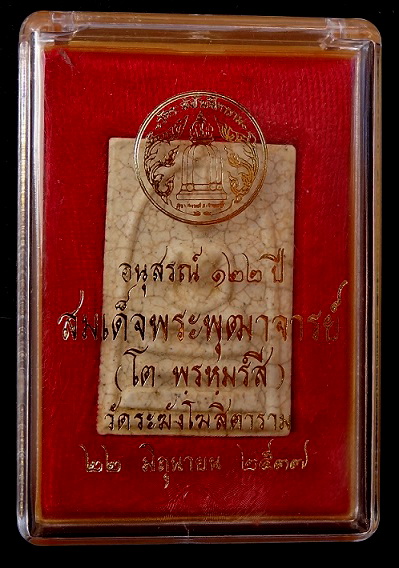 อนุสรณ์ ๑๒๒ ปี
สมเด็จพระพุฒาจารย์
(โต พรหฺมรํสี)
วัดระฆังโฆสิตาราม
๒๒ มิถุนายน ๒๕๓๗